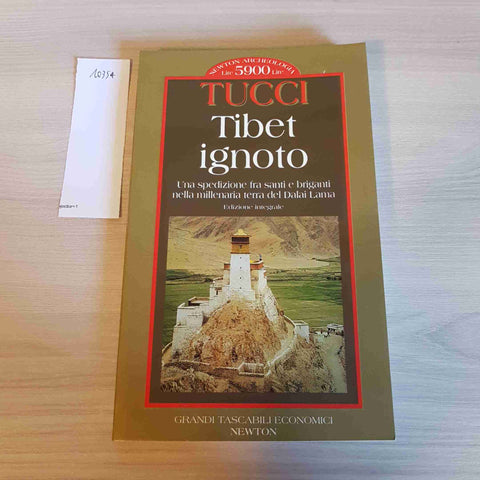 10354
NEWTON ARCHEOLOGIA
Lire 5900 Lire
TUCCI
Tibet
ignoto
Una spedizione fra santi e briganti
nella millenaria terra del Dalai Lama
Edizione integrale
GRANDI TASCABILI ECONOMICI
NEWTON